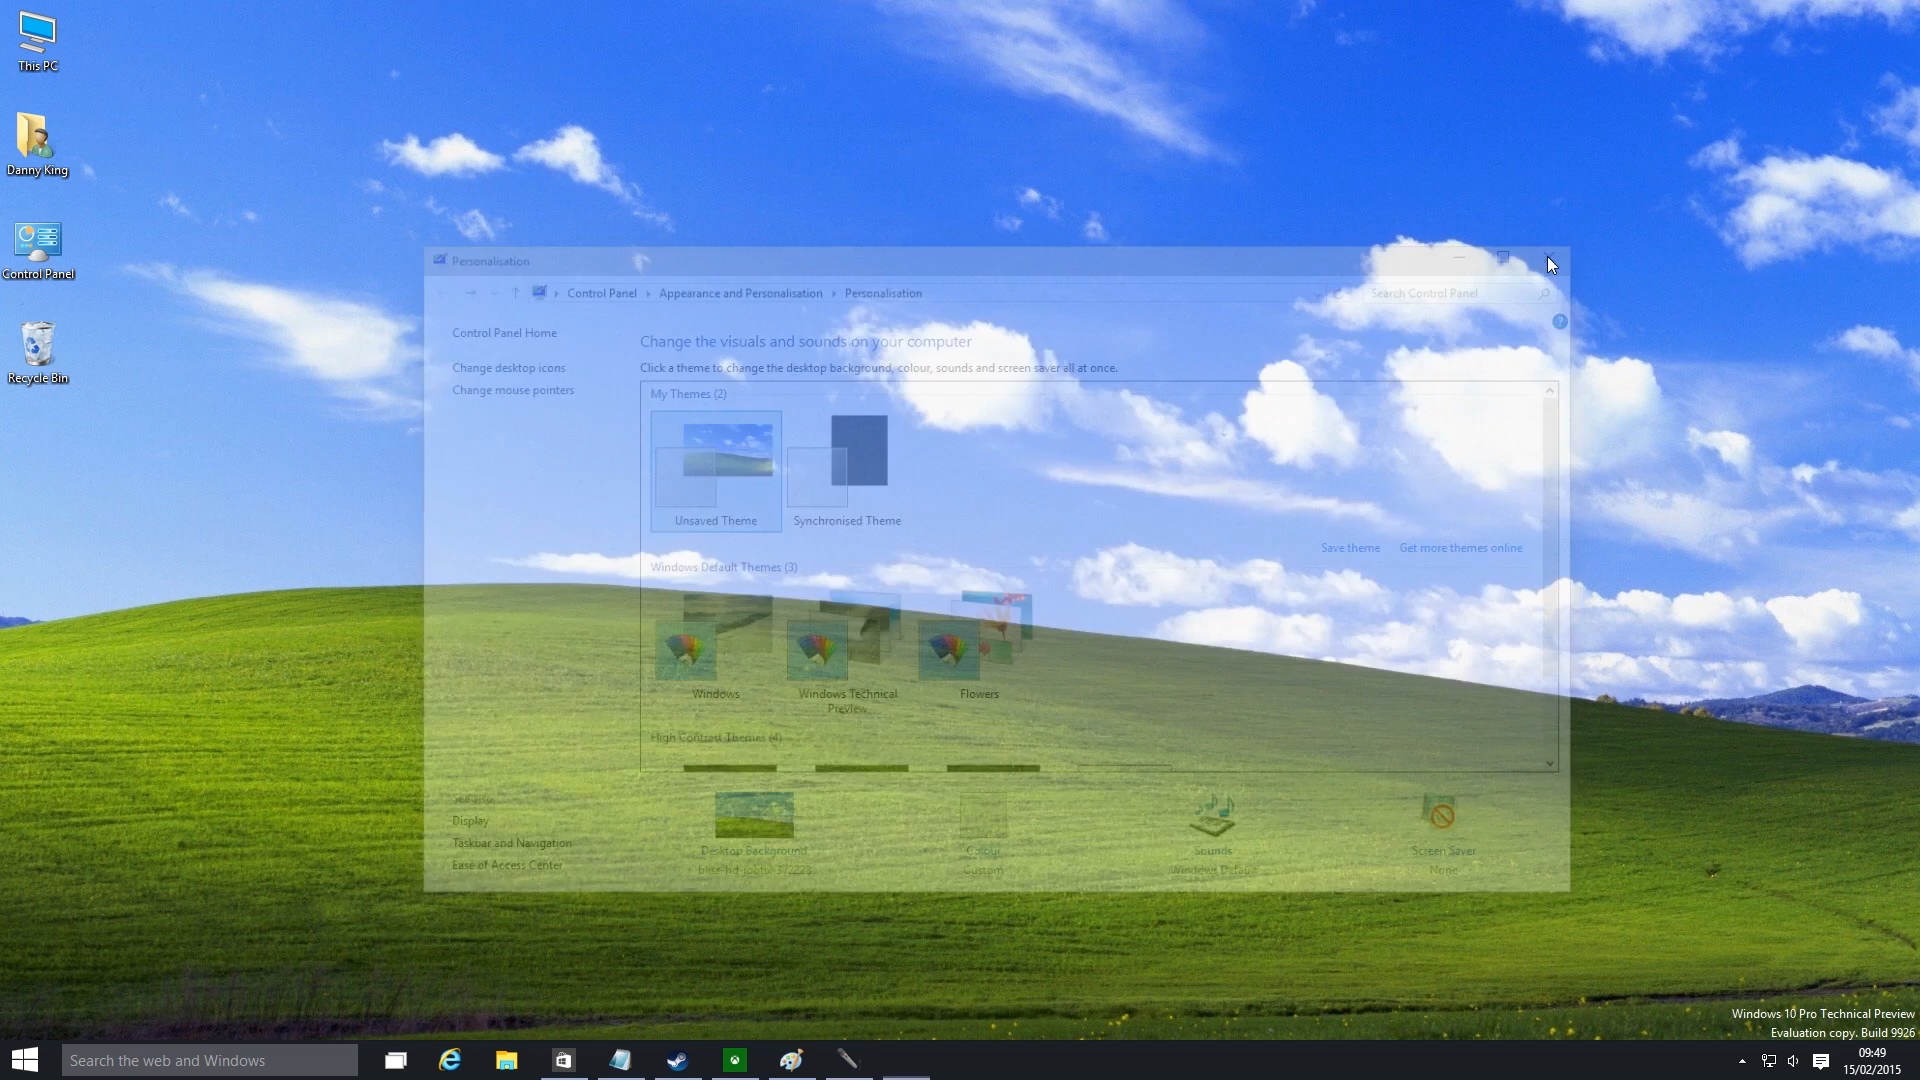 This PC
Danny King
Control Panel
Recycle Bin
Personalisation
Control Panel
Appearance and Personalisation
Personalisation
Search Control Panel
Control Panel Home
Change desktop icons
Change mouse pointers
Change the visuals and sounds on your computer
Click a theme to change the desktop background, colour, sounds and screen saver all at once.
My Themes (2)
Unsaved Theme
Synchronised Theme
Save theme
Get more themes online
Windows Default Themes (3)
Windows
Windows Technical
Preview
Flowers
High Contrast Themes (4)
See also
Display
Taskbar and Navigation
Ease of Access Center
Desktop Background
Colour
Custom
Sounds
Windows Default
Screen Saver
None
Windows 10 Pro Technical Preview
Evaluation copy. Build 9926
Search the web and Windows
09:49
15/02/2015